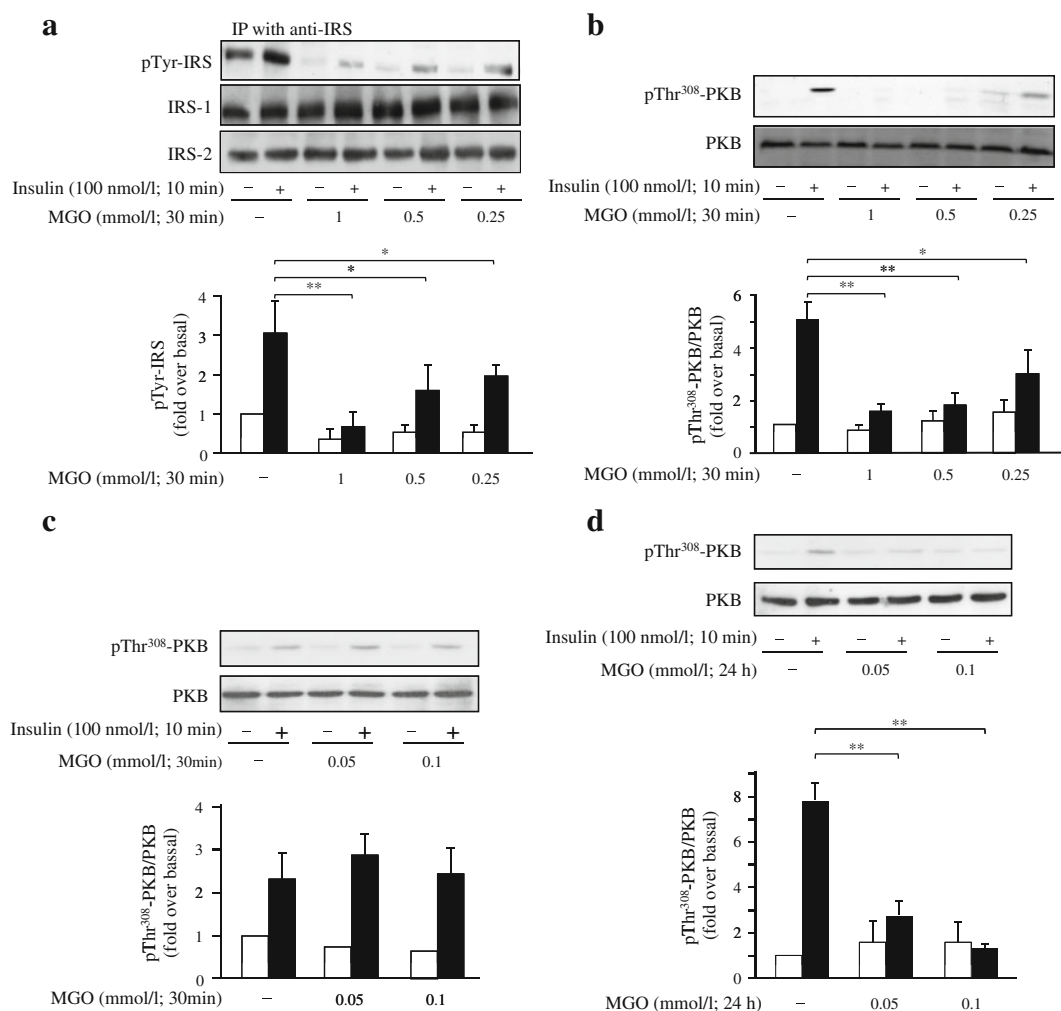 a
IP with anti-IRS
pTyr-IRS
IRS-1
IRS-2
Insulin (100 nmol/l; 10 min) – + – + – + – +
MGO (mmol/l; 30 min) – 1 0.5 0.25
* 
*
**
pTyr-IRS
(fold over basal)
4
3
2
1
0
MGO (mmol/l; 30 min) – 1 0.5 0.25
b
pThr³⁰⁸-PKB
PKB
Insulin (100 nmol/l; 10 min) – + – + – + – +
MGO (mmol/l; 30 min) – 1 0.5 0.25
*
**
**
pThr³⁰⁸-PKB/PKB
(fold over basal)
6
4
2
0
MGO (mmol/l; 30 min) – 1 0.5 0.25
c
pThr³⁰⁸-PKB
PKB
Insulin (100 nmol/l; 10 min) – + – + – +
MGO (mmol/l; 30min) – 0.05 0.1
pThr³⁰⁸-PKB/PKB
(fold over bassal)
4
3
2
1
0
MGO (mmol/l; 30min) – 0.05 0.1
d
pThr³⁰⁸-PKB
PKB
Insulin (100 nmol/l; 10 min) – + – + – +
MGO (mmol/l; 24 h) – 0.05 0.1
**
**
pThr³⁰⁸-PKB/PKB
(fold over bassal)
8
6
4
2
0
MGO (mmol/l; 24 h) – 0.05 0.1